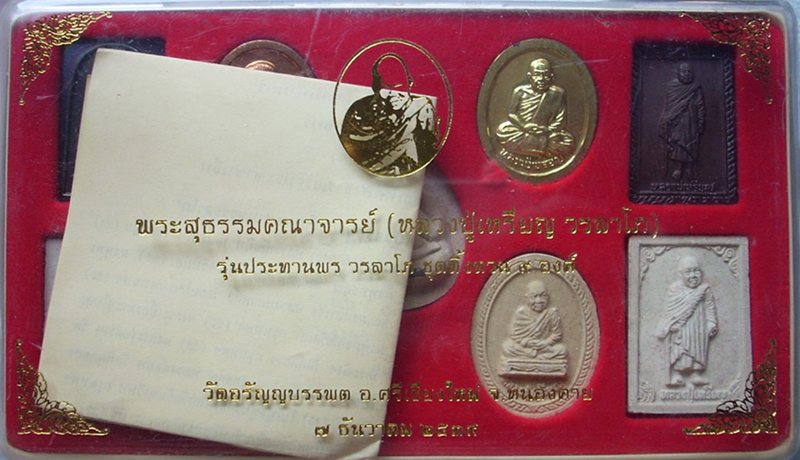 พระสุธรรมคณาจารย์ (หลวงปู่เหรียญ วรลาโภ)
รุ่นประทานพร วรลาโภ ชุดทิ้งทวน ๙ องค์
วัดอรัญญบรรพต อ.ศรีเชียงใหม่ จ.หนองคาย
๗ ธันวาคม ๒๕๓๙